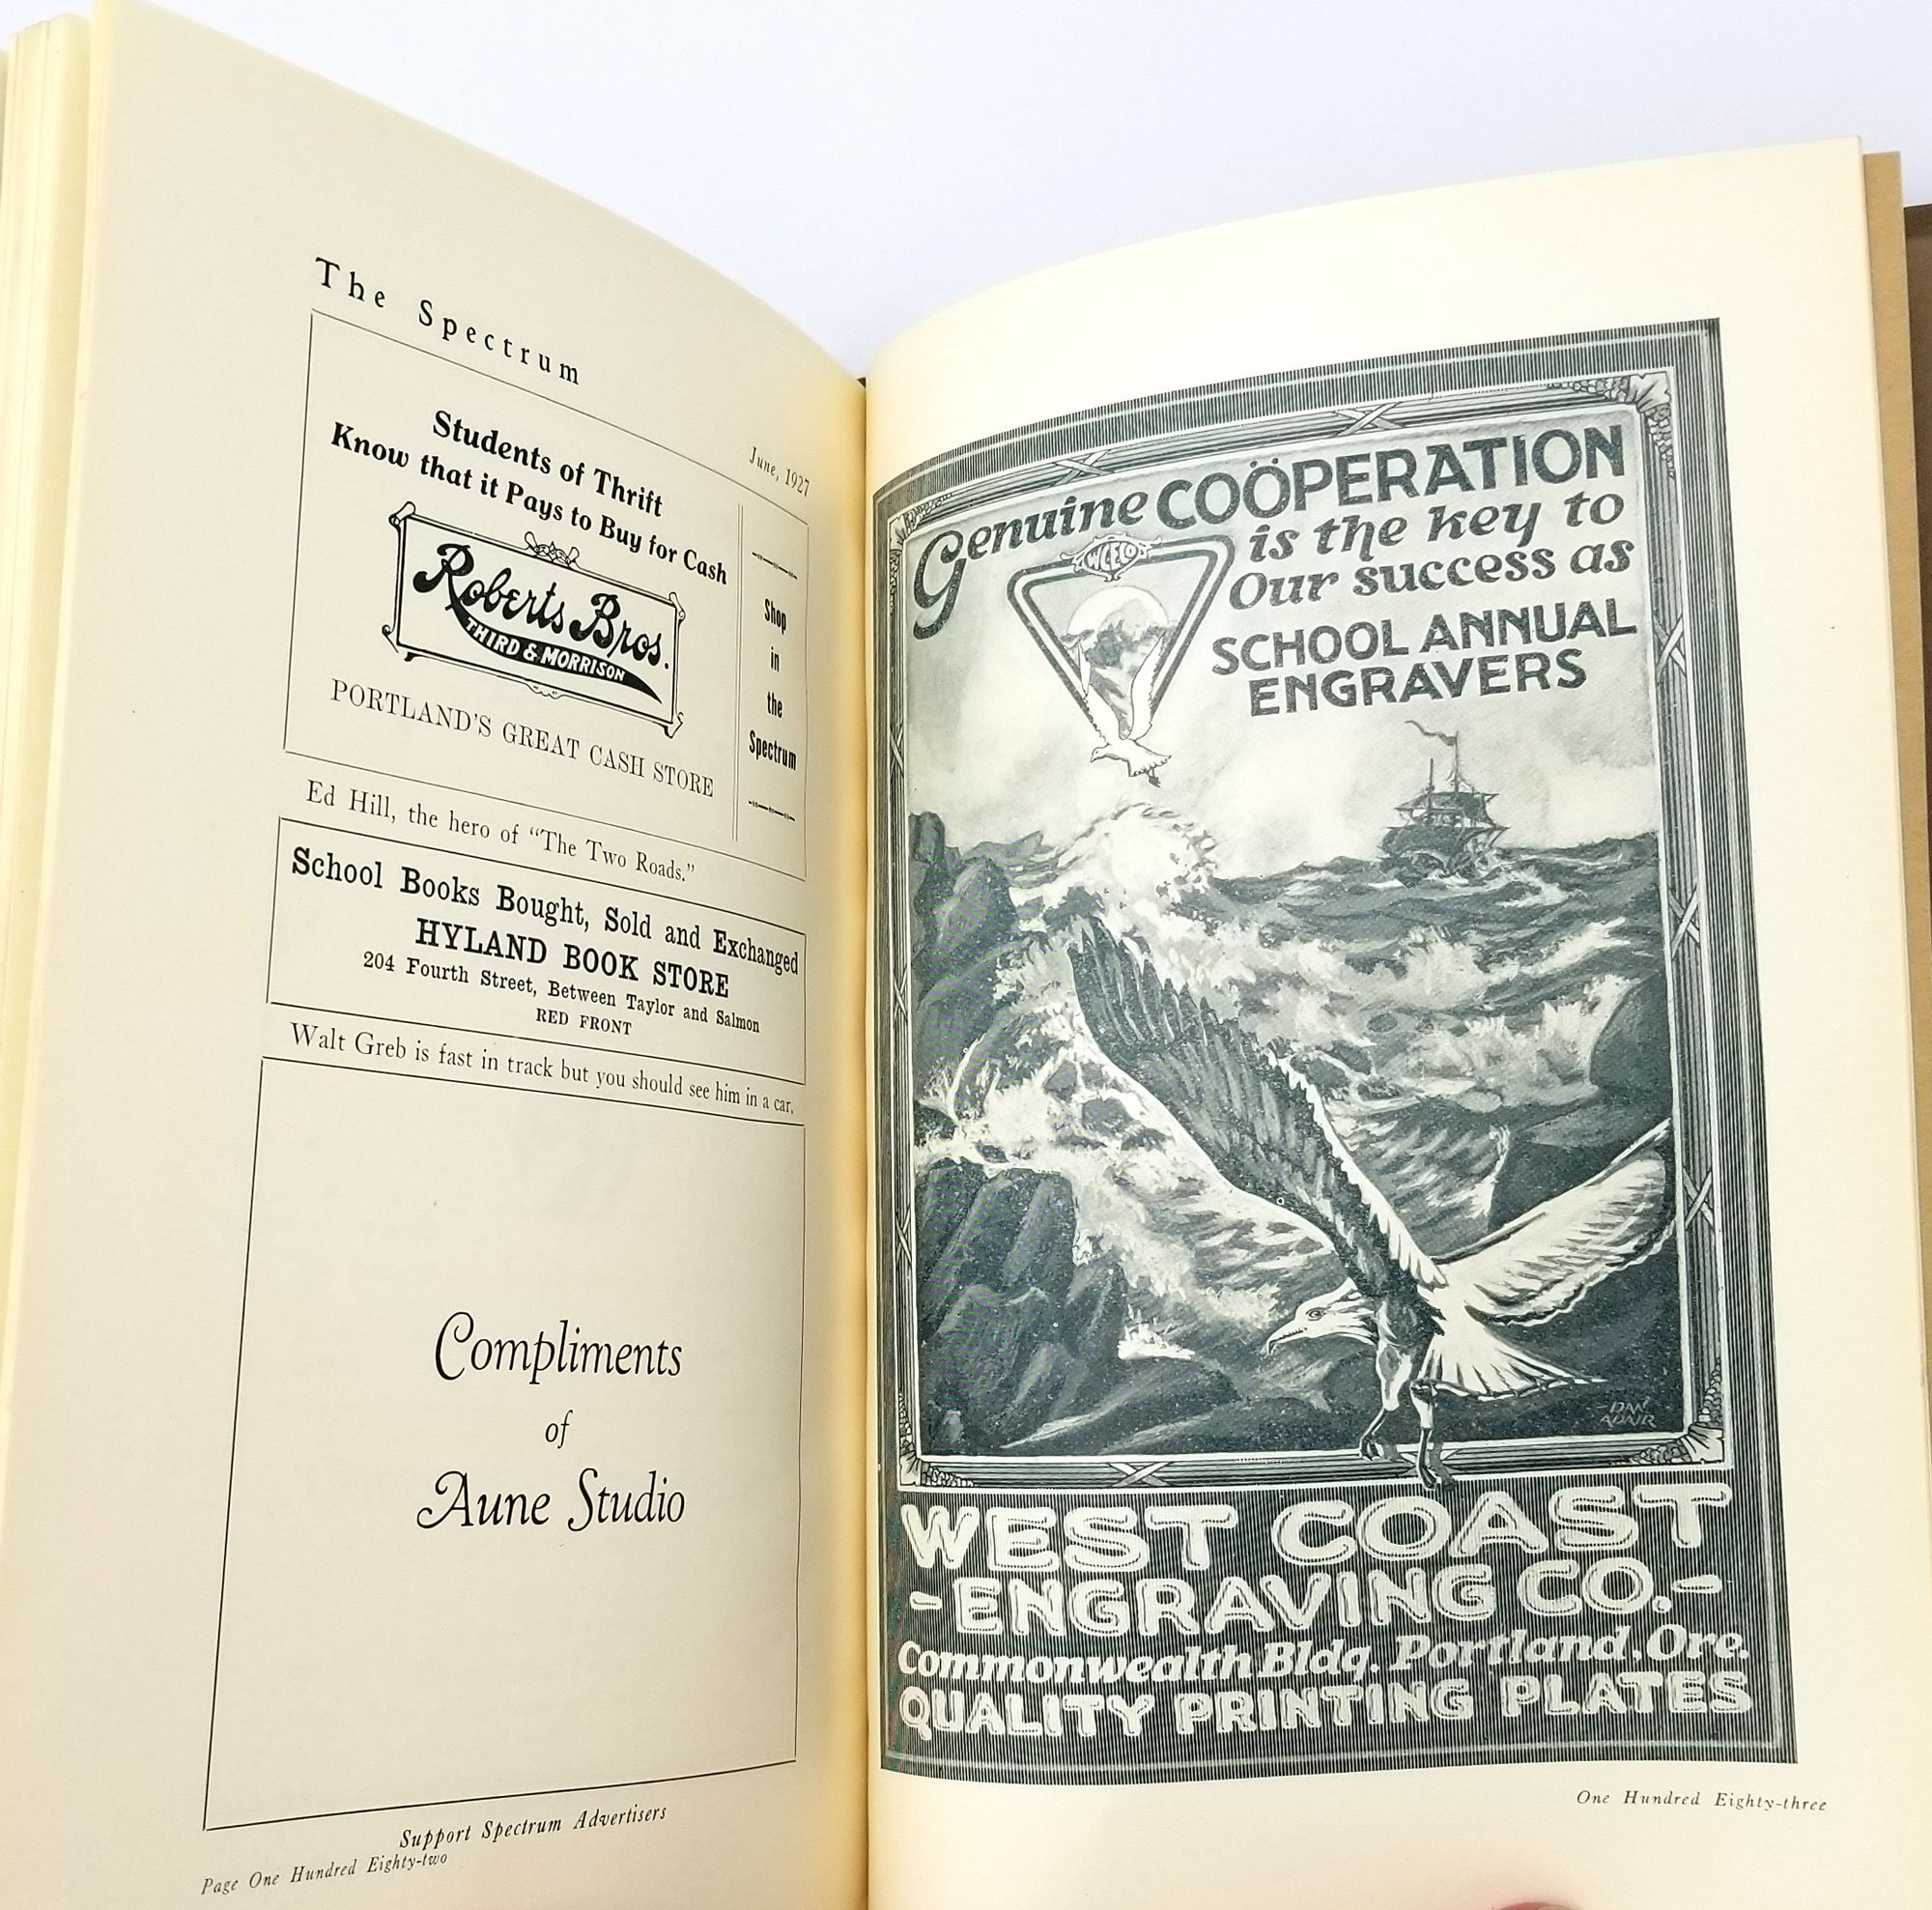 The Spectrum
June, 1927
Students of Thrift
Know that it Pays to Buy for Cash
Roberts Bros.
THIRD & MORRISON
PORTLAND'S GREAT CASH STORE
Shop
in
the
Spectrum
Ed Hill, the hero of "The Two Roads."
School Books Bought, Sold and Exchanged
HYLAND BOOK STORE
204 Fourth Street, Between Taylor and Salmon
RED FRONT
Walt Greb is fast in track but you should see him in a car.
Compliments
of
Aune Studio
Support Spectrum Advertisers
Page One Hundred Eighty-two
Genuine COÖPERATION
is the key to
Our success as
SCHOOL ANNUAL
ENGRAVERS
WCECO
DAN
ADAIR
WEST COAST
-ENGRAVING CO.-
Commonwealth Bldg. Portland, Ore.
QUALITY PRINTING PLATES
One Hundred Eighty-three